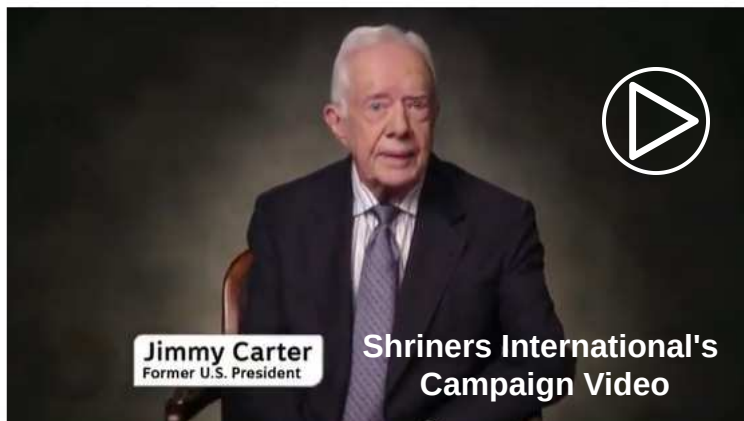 Jimmy Carter
Former U.S. President
Shriners International's
Campaign Video